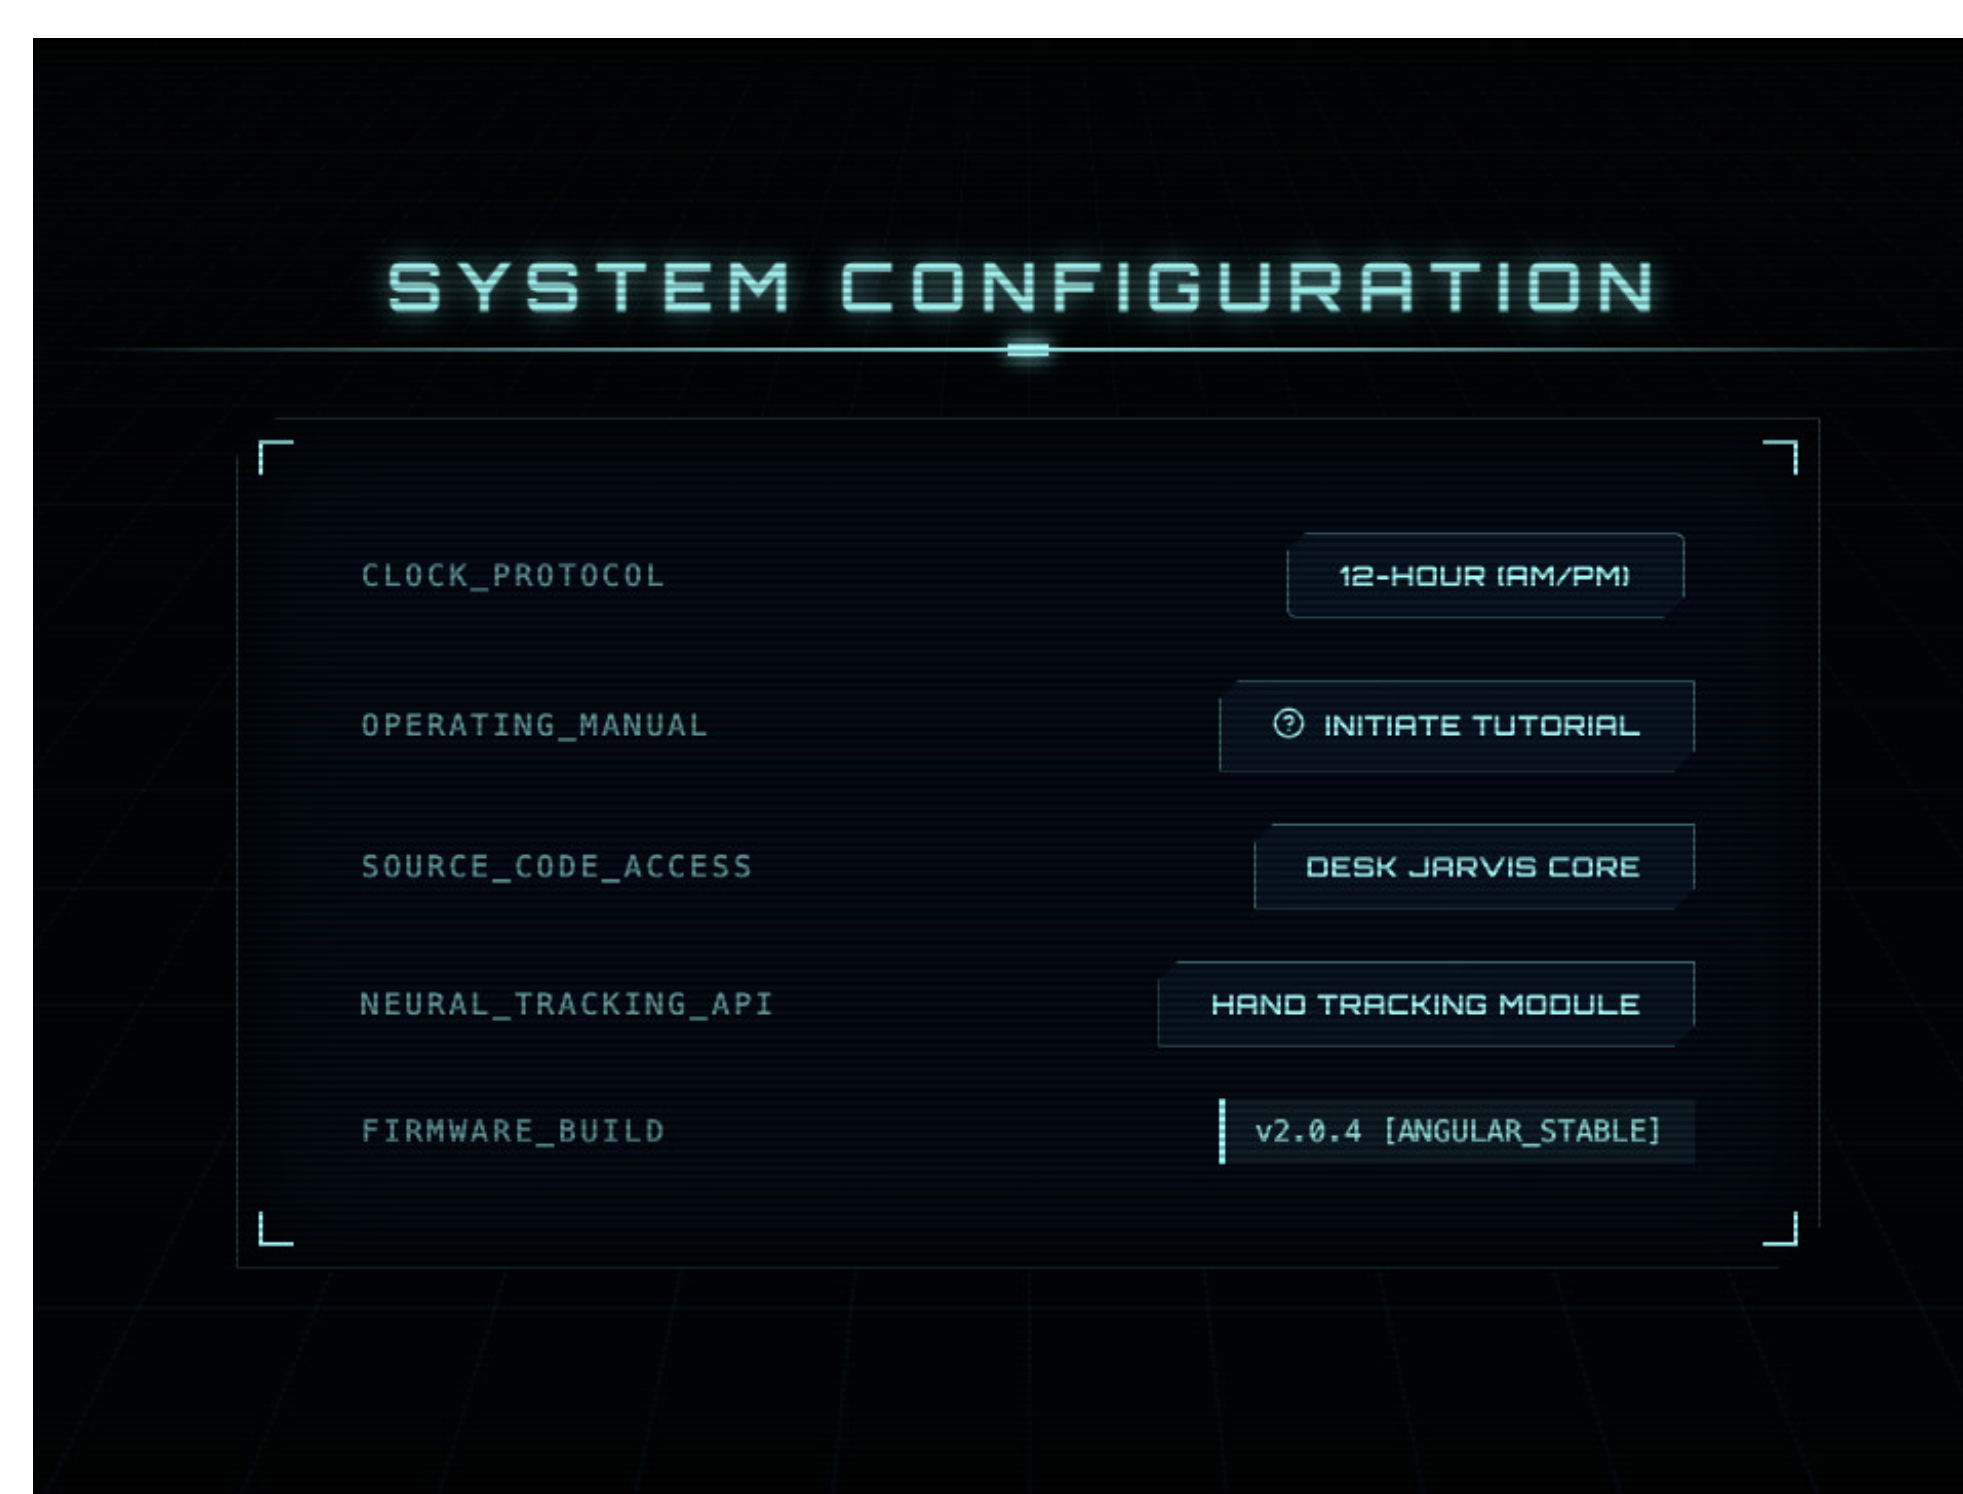 SYSTEM CONFIGURATION
CLOCK_PROTOCOL 12-HOUR (AM/PM)
OPERATING_MANUAL ? INITIATE TUTORIAL
SOURCE_CODE_ACCESS DESK JARVIS CORE
NEURAL_TRACKING_API HAND TRACKING MODULE
FIRMWARE_BUILD v2.0.4 [ANGULAR_STABLE]